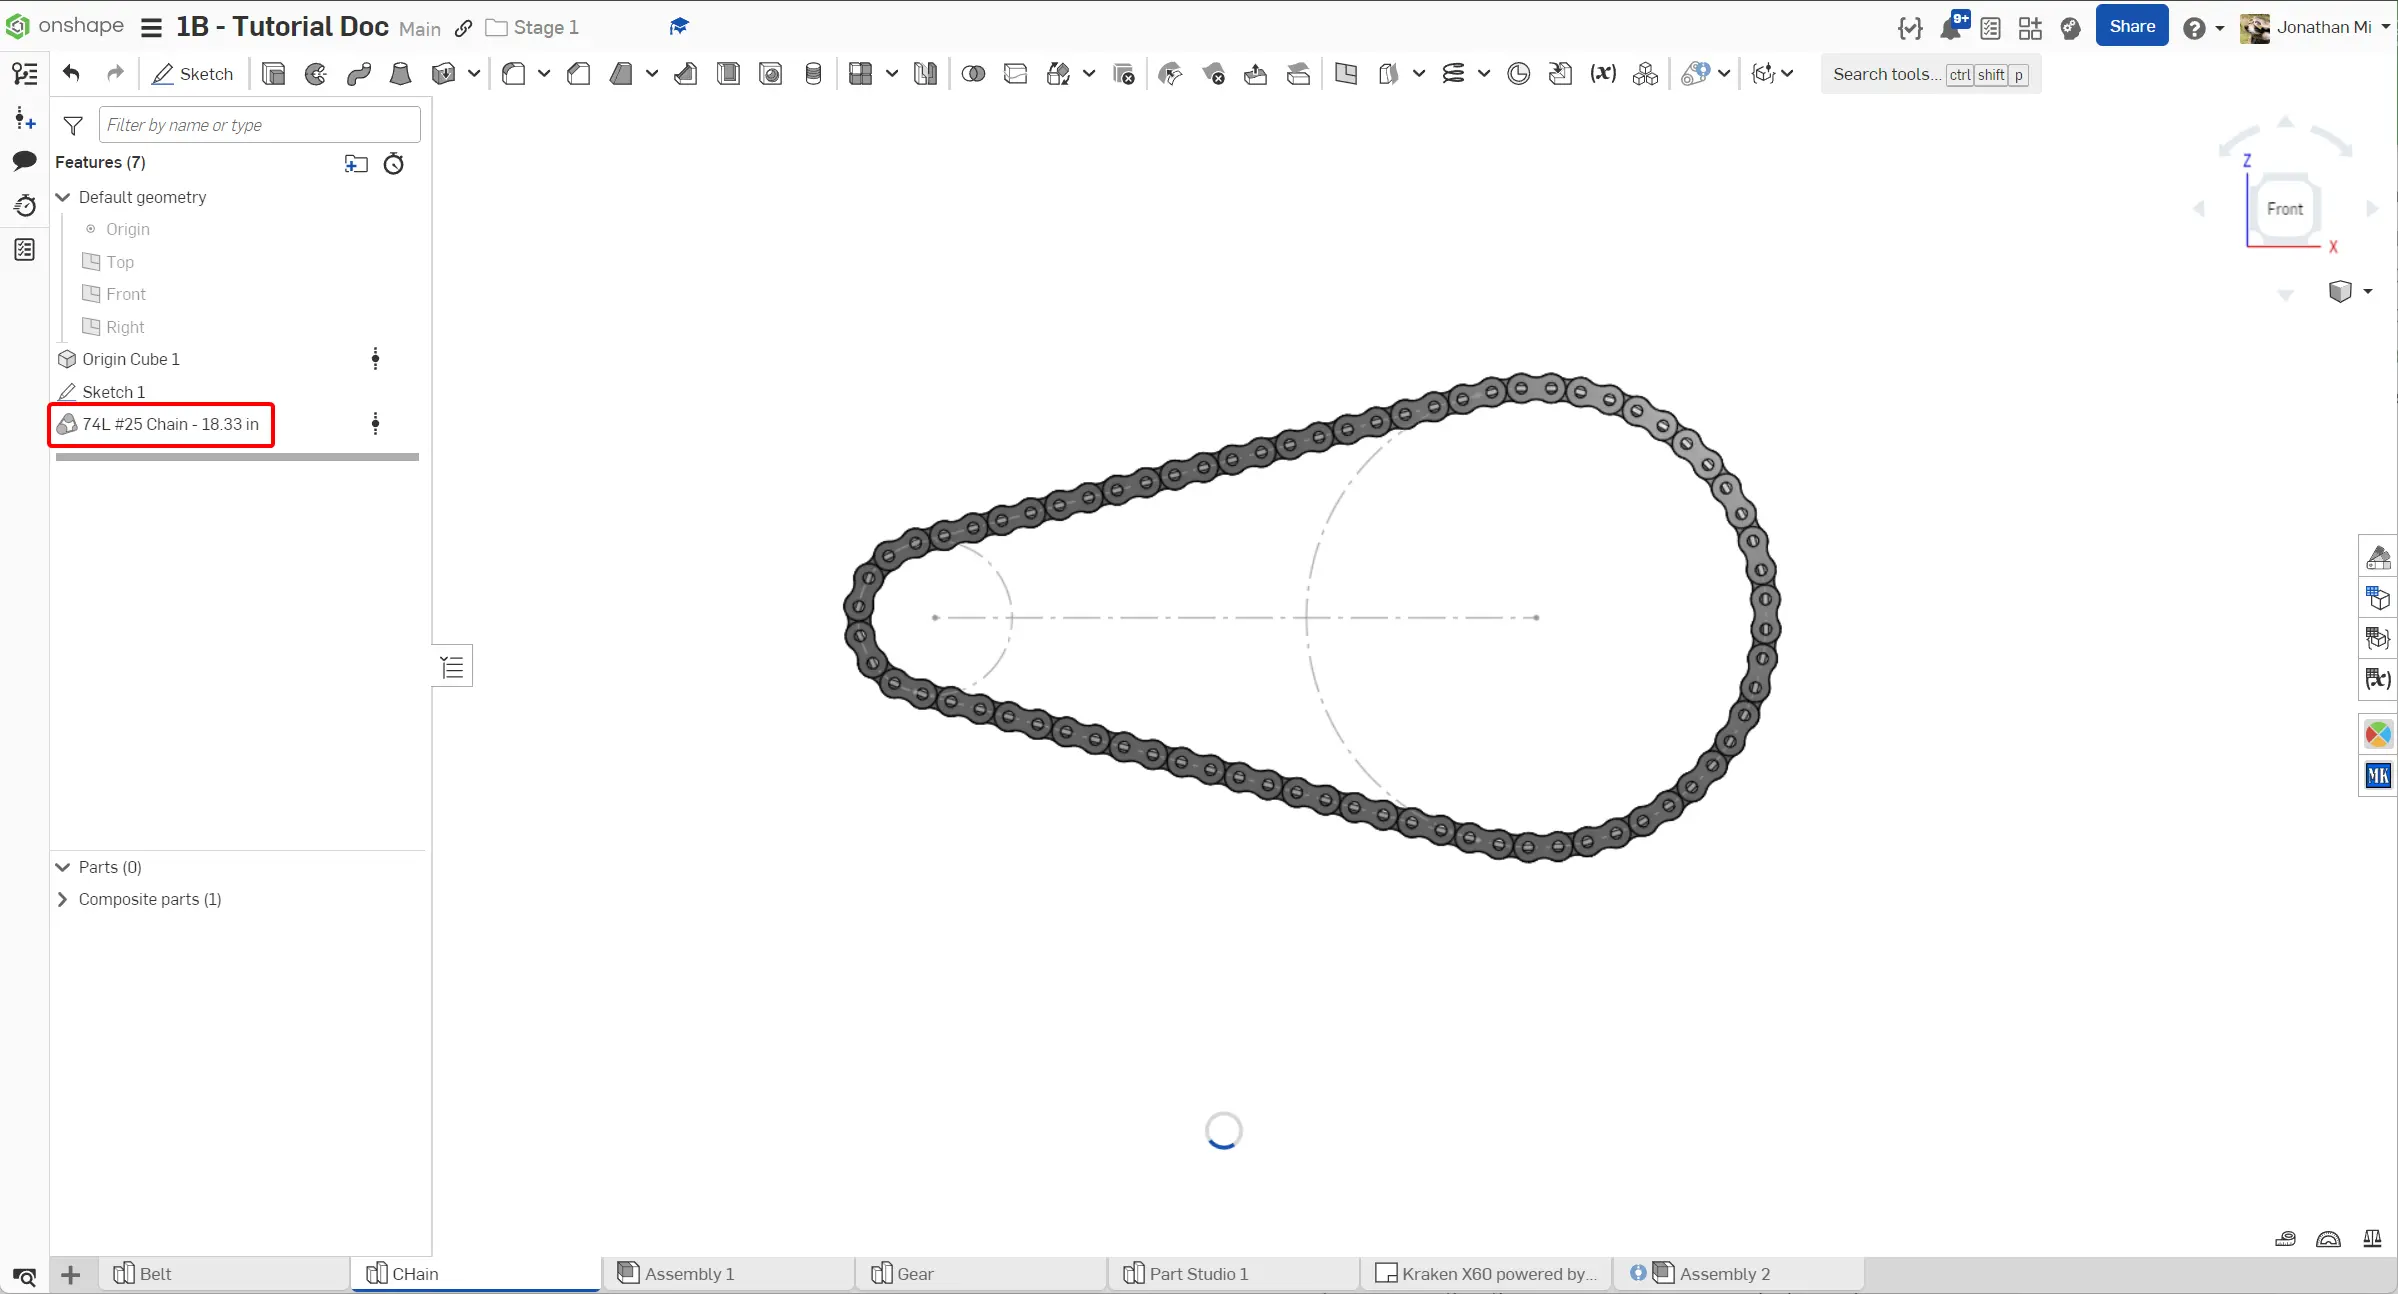 onshape 1B - Tutorial Doc Main Stage 1 9+ Share Jonathan Mi
Sketch Search tools... ctrl shift p
Filter by name or type
Features (7)
Default geometry
Origin
Top
Front
Right
Origin Cube 1
Sketch 1
74L #25 Chain - 18.33 in
Z
Front
X
(x)
(x)
MK
Parts (0)
Composite parts (1)
Belt CHain Assembly 1 Gear Part Studio 1 Kraken X60 powered by... Assembly 2